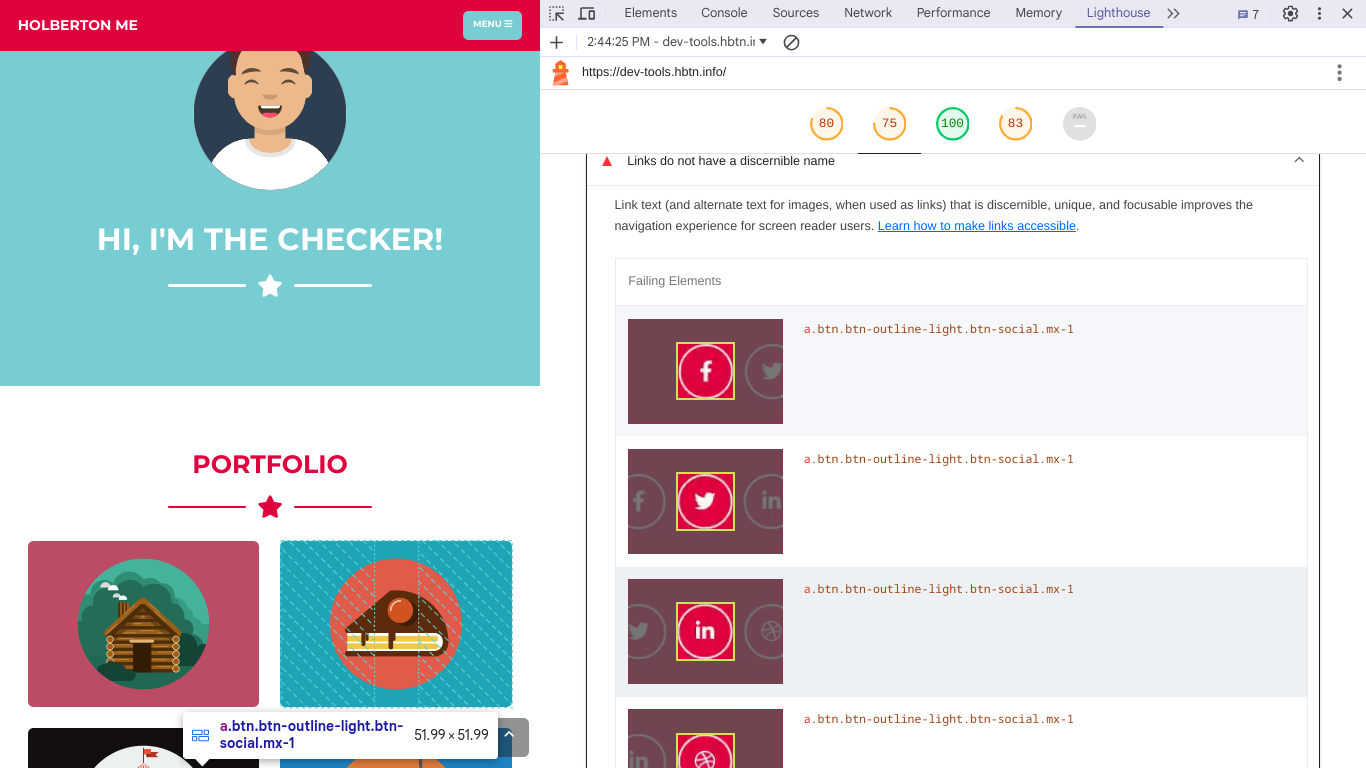 HOLBERTON ME
MENU
HI, I'M THE CHECKER!
PORTFOLIO
a.btn.btn-outline-light.btn-
social.mx-1
51.99 × 51.99
Elements Console Sources Network Performance Memory Lighthouse 7
2:44:25 PM - dev-tools.hbtn.in
https://dev-tools.hbtn.info/
80 75 100 83 PWA
Links do not have a discernible name
Link text (and alternate text for images, when used as links) that is discernible, unique, and focusable improves the
navigation experience for screen reader users. Learn how to make links accessible.
Failing Elements
a.btn.btn-outline-light.btn-social.mx-1
a.btn.btn-outline-light.btn-social.mx-1
in
a.btn.btn-outline-light.btn-social.mx-1
in
a.btn.btn-outline-light.btn-social.mx-1
in